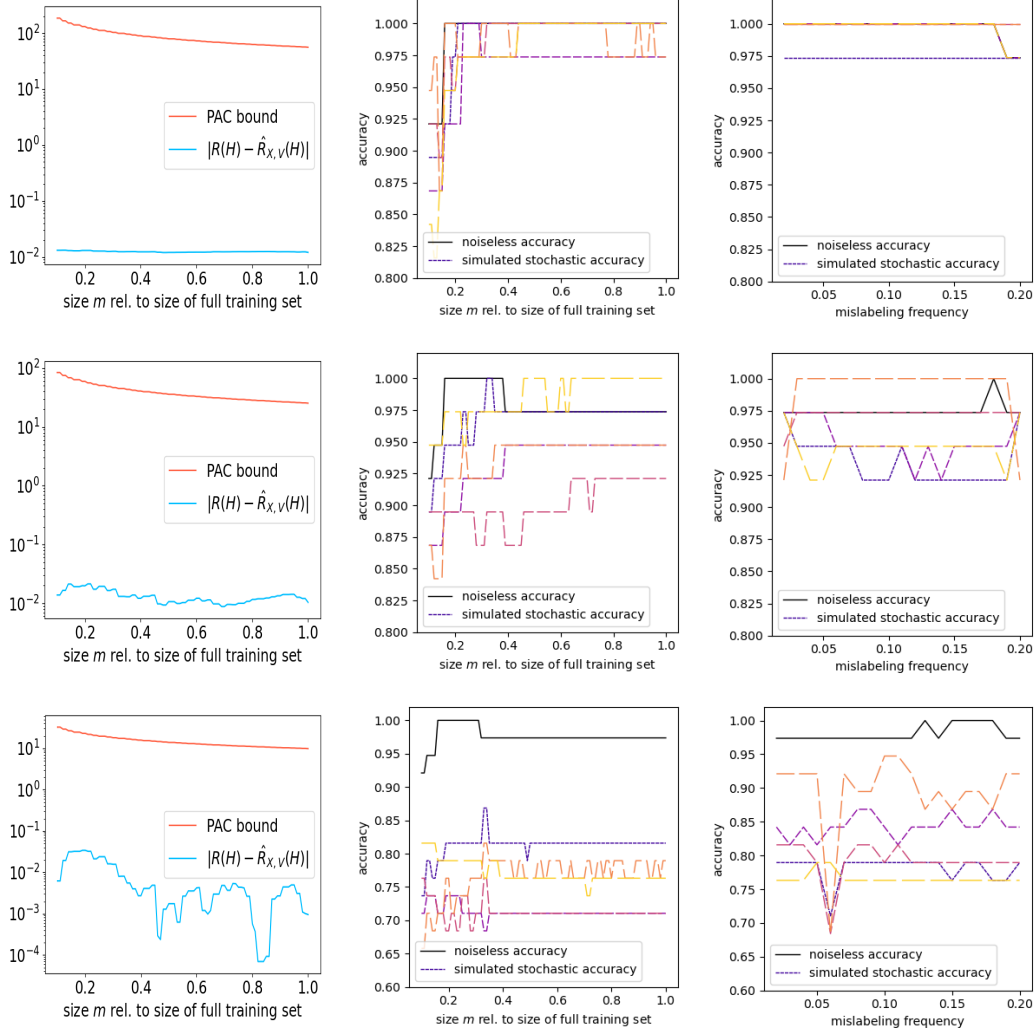 10²
10¹
10⁰
10⁻¹
10⁻²
0.2 0.4 0.6 0.8 1.0
size m rel. to size of full training set
PAC bound
|R(H) − R̂_{X,V}(H)|
1.000
0.975
0.950
0.925
0.900
0.875
0.850
0.825
0.800
accuracy
noiseless accuracy
simulated stochastic accuracy
0.2 0.4 0.6 0.8 1.0
size m rel. to size of full training set
1.000
0.975
0.950
0.925
0.900
0.875
0.850
0.825
0.800
accuracy
noiseless accuracy
simulated stochastic accuracy
0.05 0.10 0.15 0.20
mislabeling frequency
10²
10¹
10⁰
10⁻¹
10⁻²
PAC bound
|R(H) − R̂_{X,V}(H)|
0.2 0.4 0.6 0.8 1.0
size m rel. to size of full training set
1.000
0.975
0.950
0.925
0.900
0.875
0.850
0.825
0.800
accuracy
noiseless accuracy
simulated stochastic accuracy
0.2 0.4 0.6 0.8 1.0
size m rel. to size of full training set
1.000
0.975
0.950
0.925
0.900
0.875
0.850
0.825
0.800
accuracy
noiseless accuracy
simulated stochastic accuracy
0.05 0.10 0.15 0.20
mislabeling frequency
10¹
10⁰
10⁻¹
10⁻²
10⁻³
10⁻⁴
PAC bound
|R(H) − R̂_{X,V}(H)|
0.2 0.4 0.6 0.8 1.0
size m rel. to size of full training set
1.00
0.95
0.90
0.85
0.80
0.75
0.70
0.65
0.60
accuracy
noiseless accuracy
simulated stochastic accuracy
0.2 0.4 0.6 0.8 1.0
size m rel. to size of full training set
1.00
0.95
0.90
0.85
0.80
0.75
0.70
0.65
0.60
accuracy
noiseless accuracy
simulated stochastic accuracy
0.05 0.10 0.15 0.20
mislabeling frequency